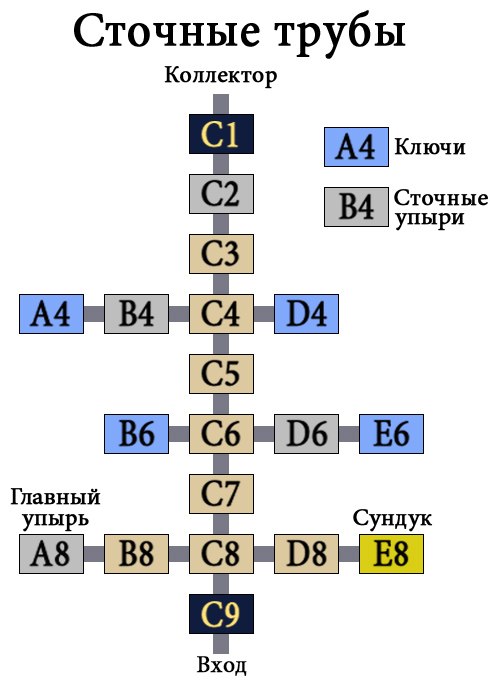 Сточные трубы
Коллектор
C1
A4 Ключи
C2
B4 Сточные
упыри
C3
A4 B4 C4 D4
C5
B6 C6 D6 E6
C7
Главный
упырь
Сундук
A8 B8 C8 D8 E8
C9
Вход